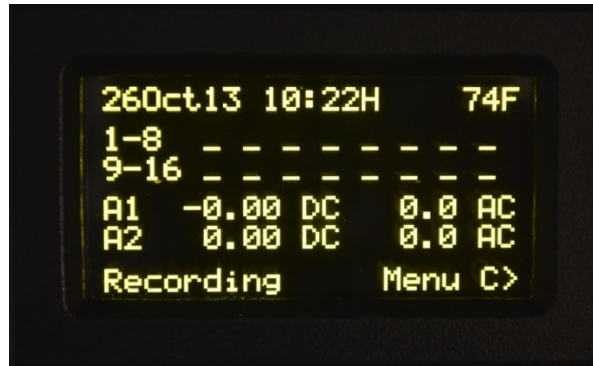 26Oct13 10:22H 74F
1-8 _ _ _ _ _ _ _ _
9-16 _ _ _ _ _ _ _ _
A1 -0.00 DC 0.0 AC
A2 0.00 DC 0.0 AC
Recording Menu C>